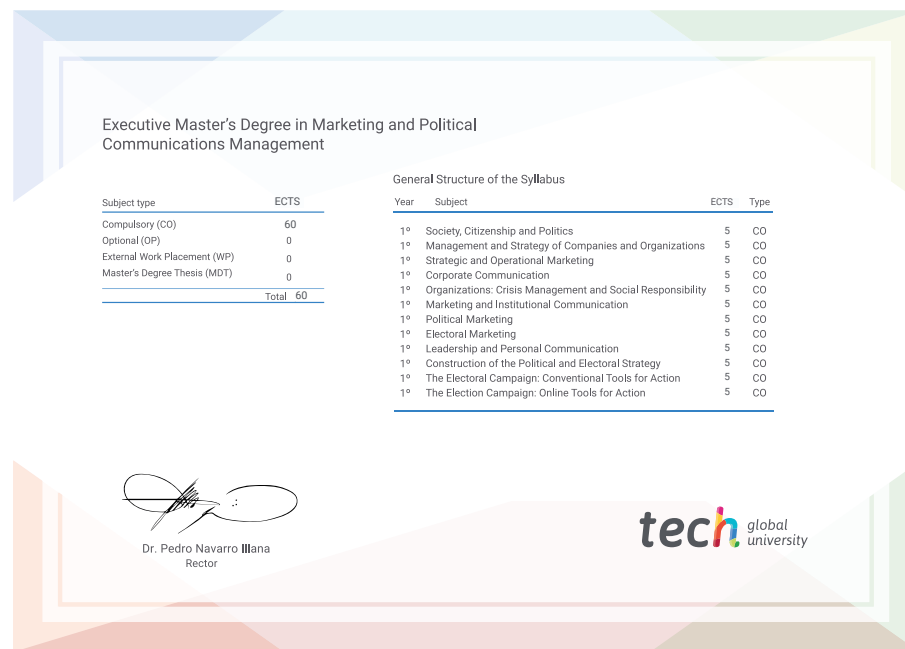 Executive Master's Degree in Marketing and Political
Communications Management
Subject type ECTS
Compulsory (CO) 60
Optional (OP) 0
External Work Placement (WP) 0
Master's Degree Thesis (MDT) 0
Total 60
General Structure of the Syllabus
Year Subject ECTS Type
1º Society, Citizenship and Politics 5 CO
1º Management and Strategy of Companies and Organizations 5 CO
1º Strategic and Operational Marketing 5 CO
1º Corporate Communication 5 CO
1º Organizations: Crisis Management and Social Responsibility 5 CO
1º Marketing and Institutional Communication 5 CO
1º Political Marketing 5 CO
1º Electoral Marketing 5 CO
1º Leadership and Personal Communication 5 CO
1º Construction of the Political and Electoral Strategy 5 CO
1º The Electoral Campaign: Conventional Tools for Action 5 CO
1º The Election Campaign: Online Tools for Action 5 CO
Dr. Pedro Navarro Illana
Rector
tech global
university